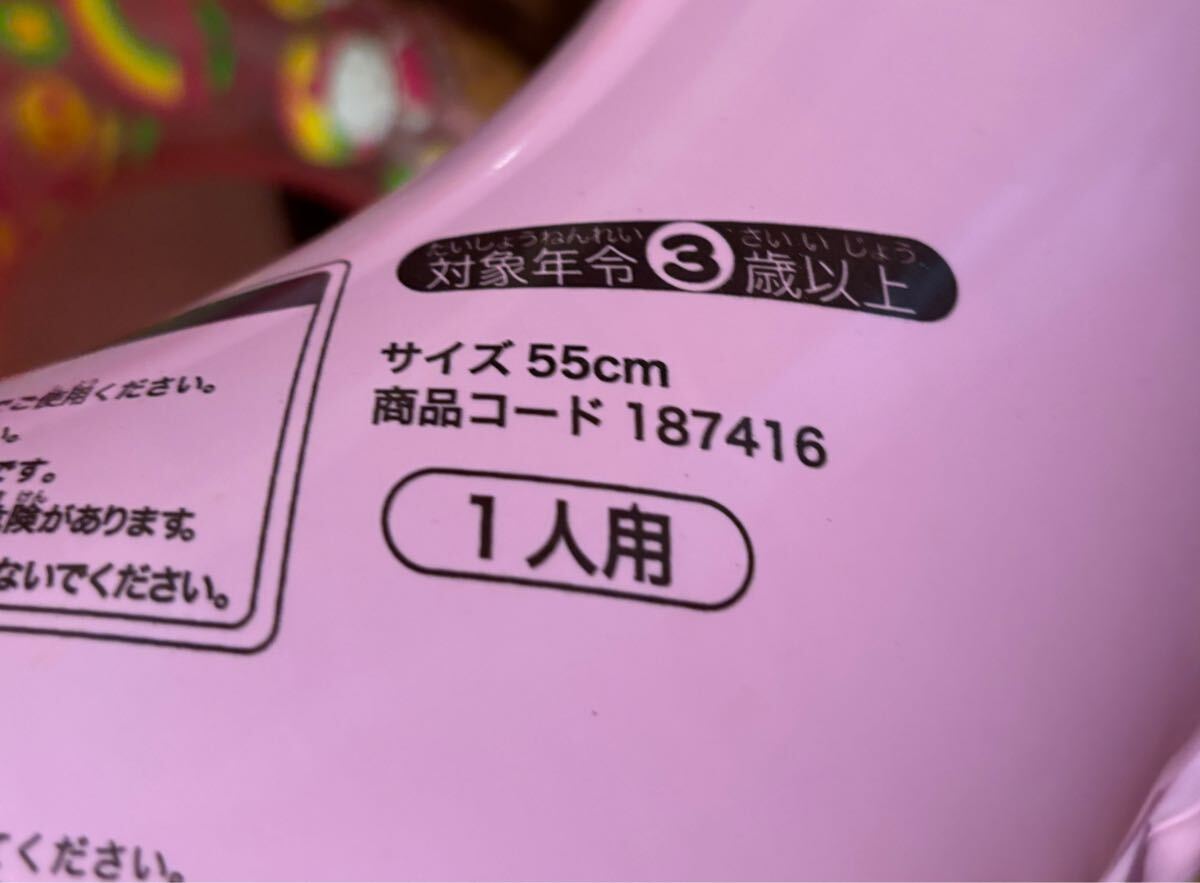 たいしょうねんれい さいいじょう
対象年令3歳以上
サイズ 55cm
商品コード 187416
1人用
ご使用ください。
い。
です。
険があります。
ないでください。
てください。